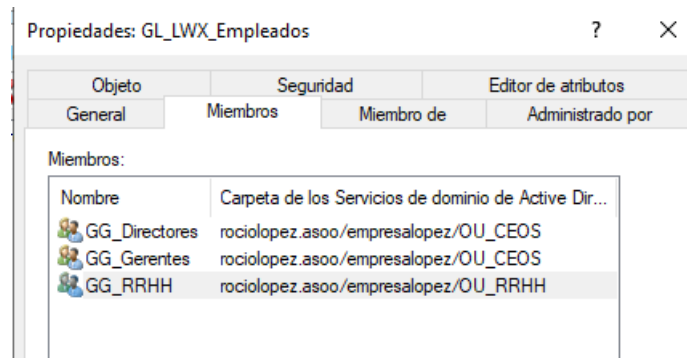 Propiedades: GL_LWX_Empleados ? ×
Objeto Seguridad Editor de atributos
General Miembros Miembro de Administrado por
Miembros:
Nombre Carpeta de los Servicios de dominio de Active Dir...
GG_Directores rociolopez.asoo/empresalopez/OU_CEOS
GG_Gerentes rociolopez.asoo/empresalopez/OU_CEOS
GG_RRHH rociolopez.asoo/empresalopez/OU_RRHH